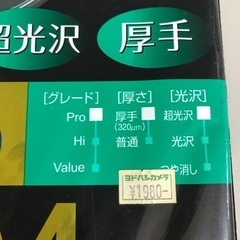 超光沢 厚手
[グレード] [厚さ] [光沢]
Pro 厚手 超光沢
(320μm)
Hi 普通 光沢
Value つや消し
ヨドバシカメラ
¥1980-